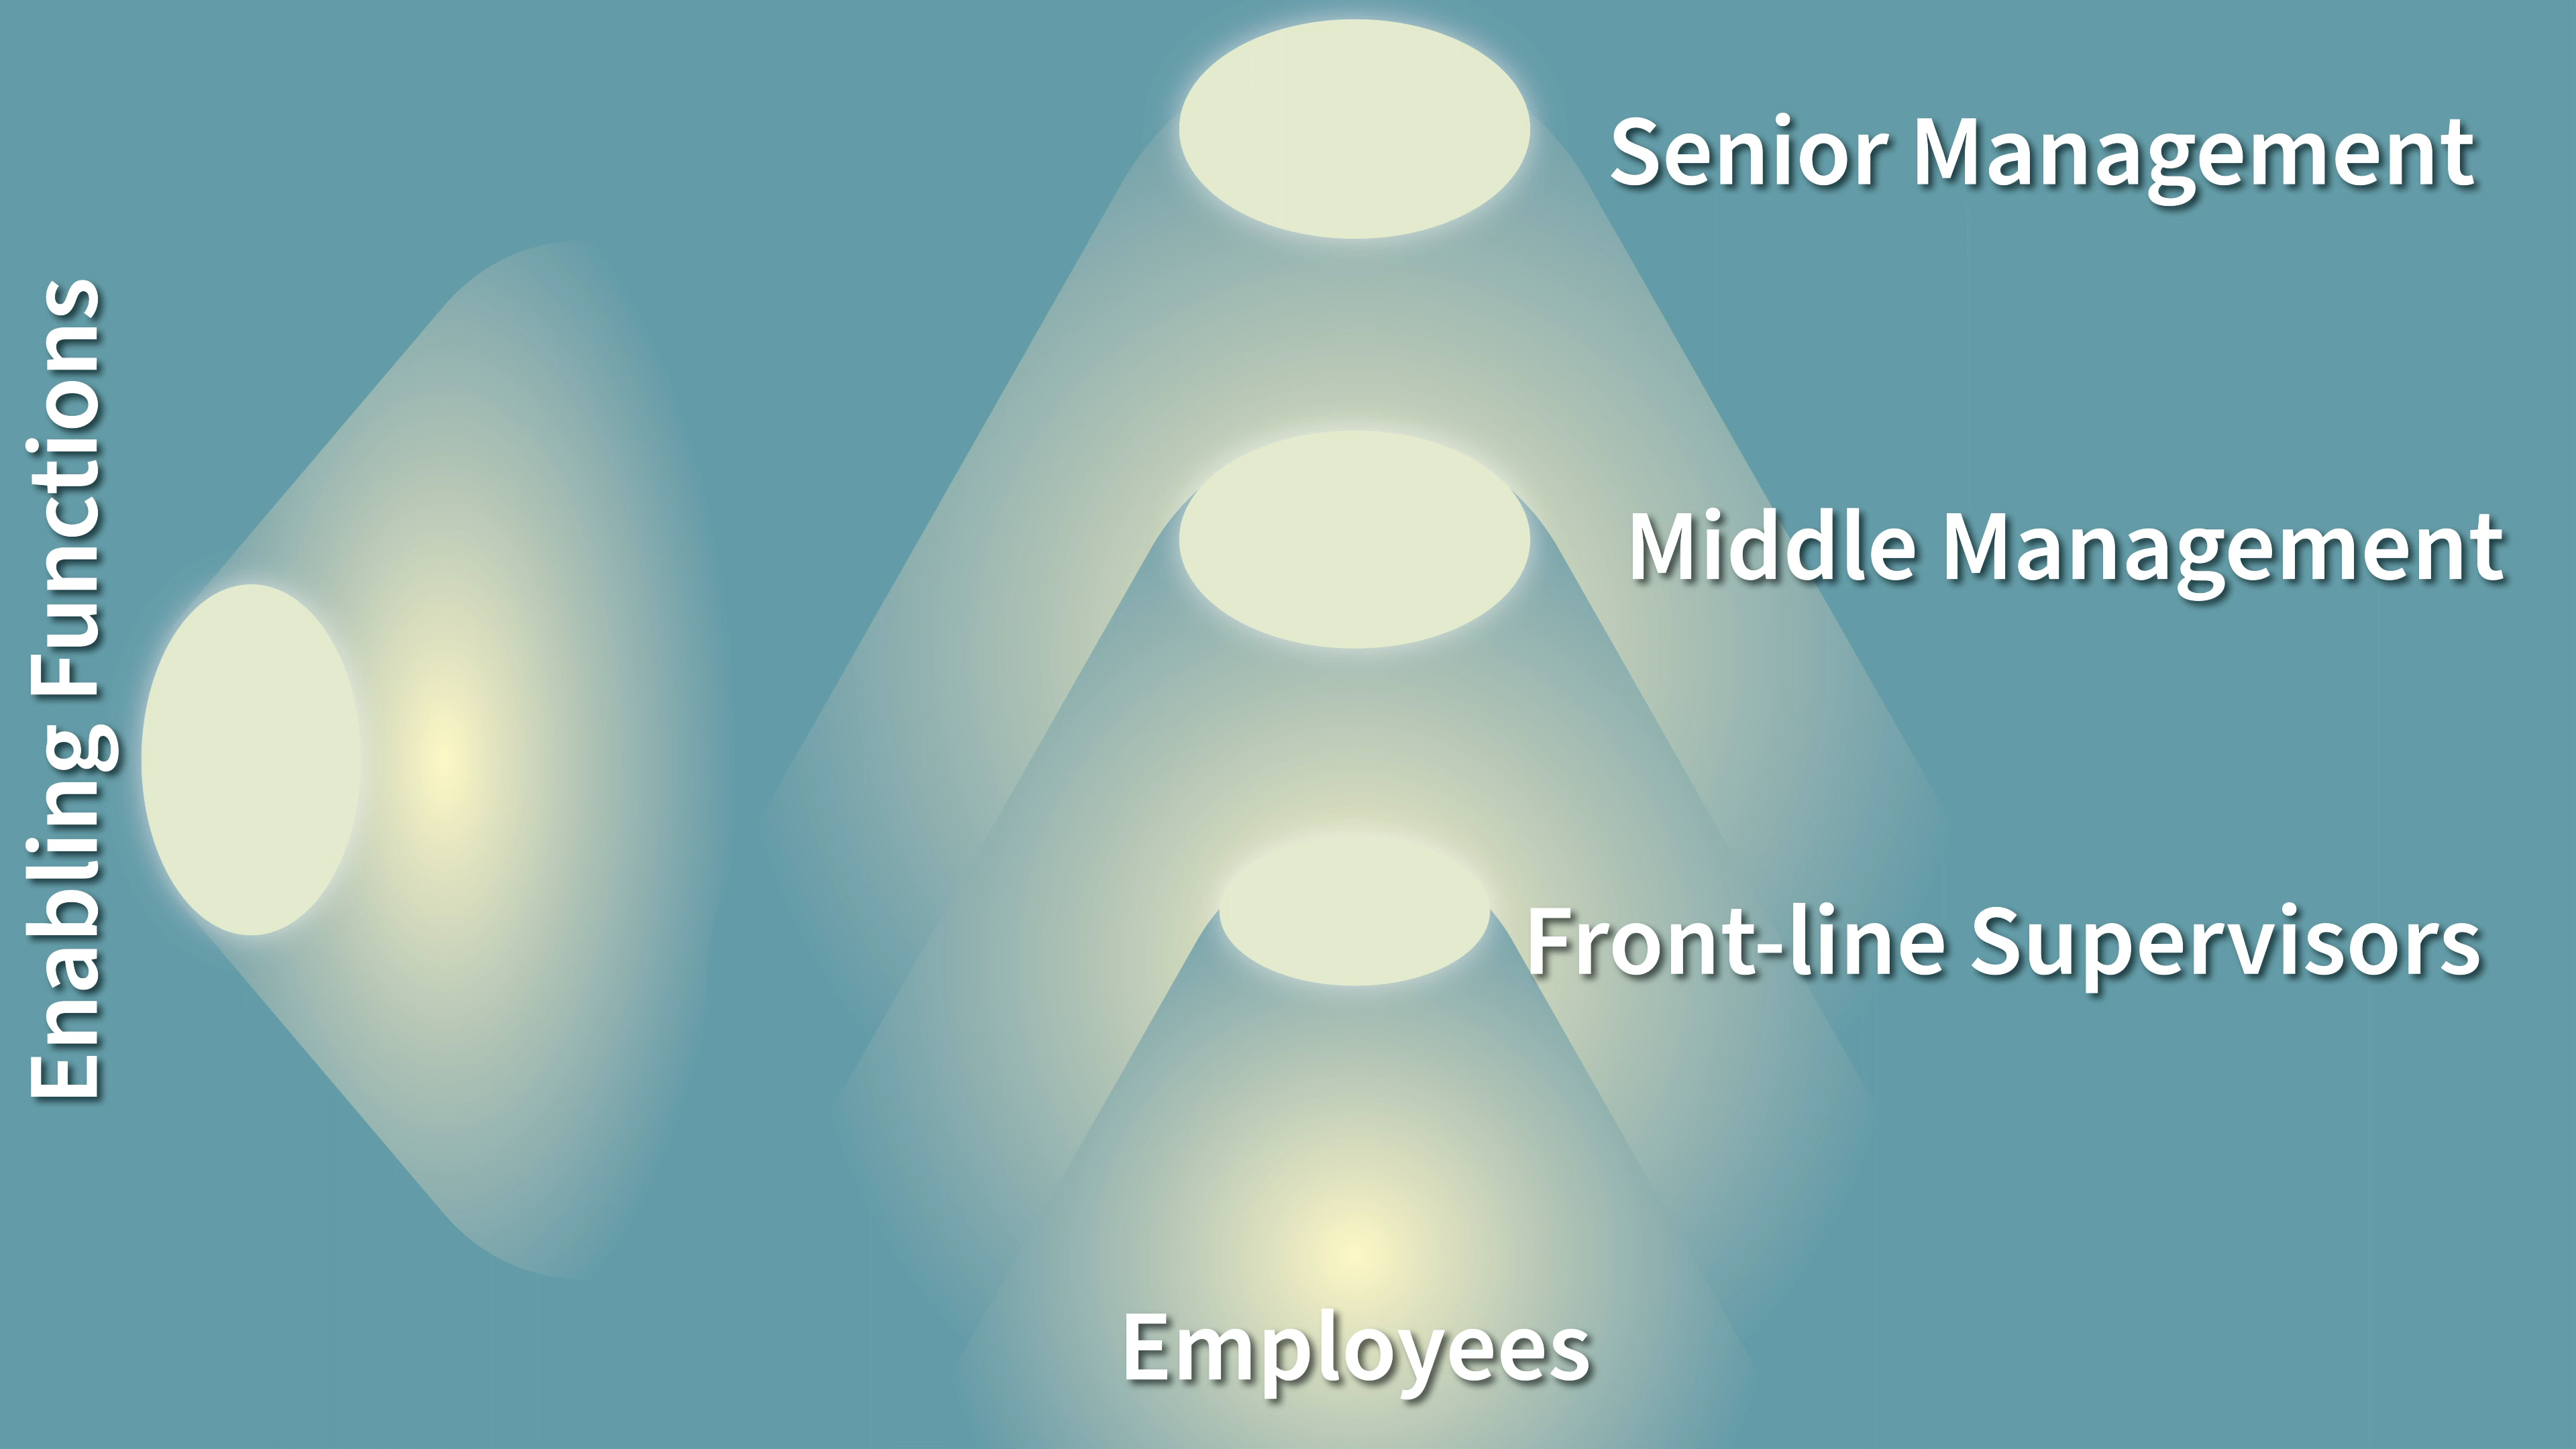 Senior Management
Enabling Functions
Middle Management
Front-line Supervisors
Employees